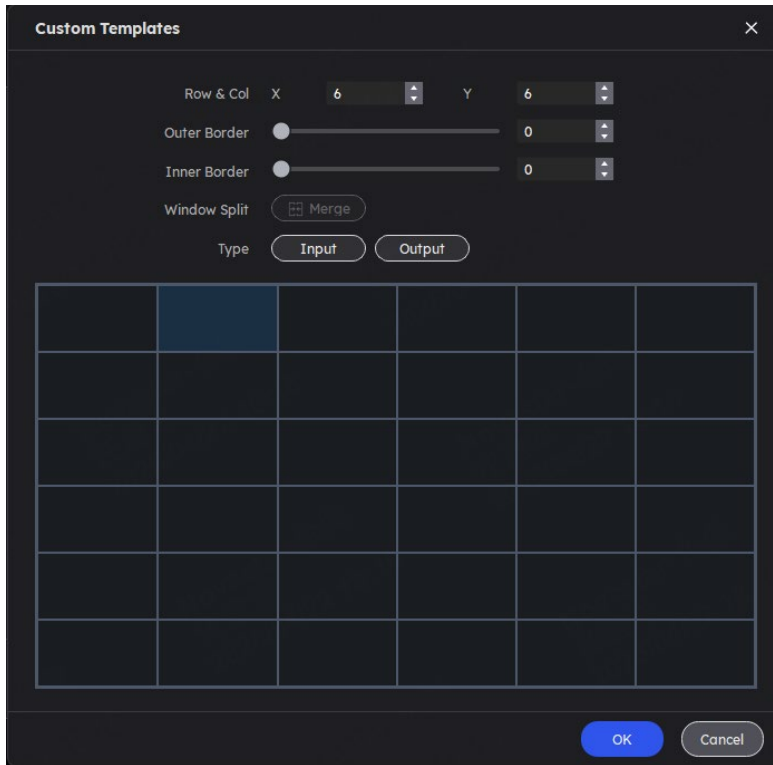 Custom Templates
Row & Col X 6 Y 6
Outer Border 0
Inner Border 0
Window Split Merge
Type Input Output
OK Cancel